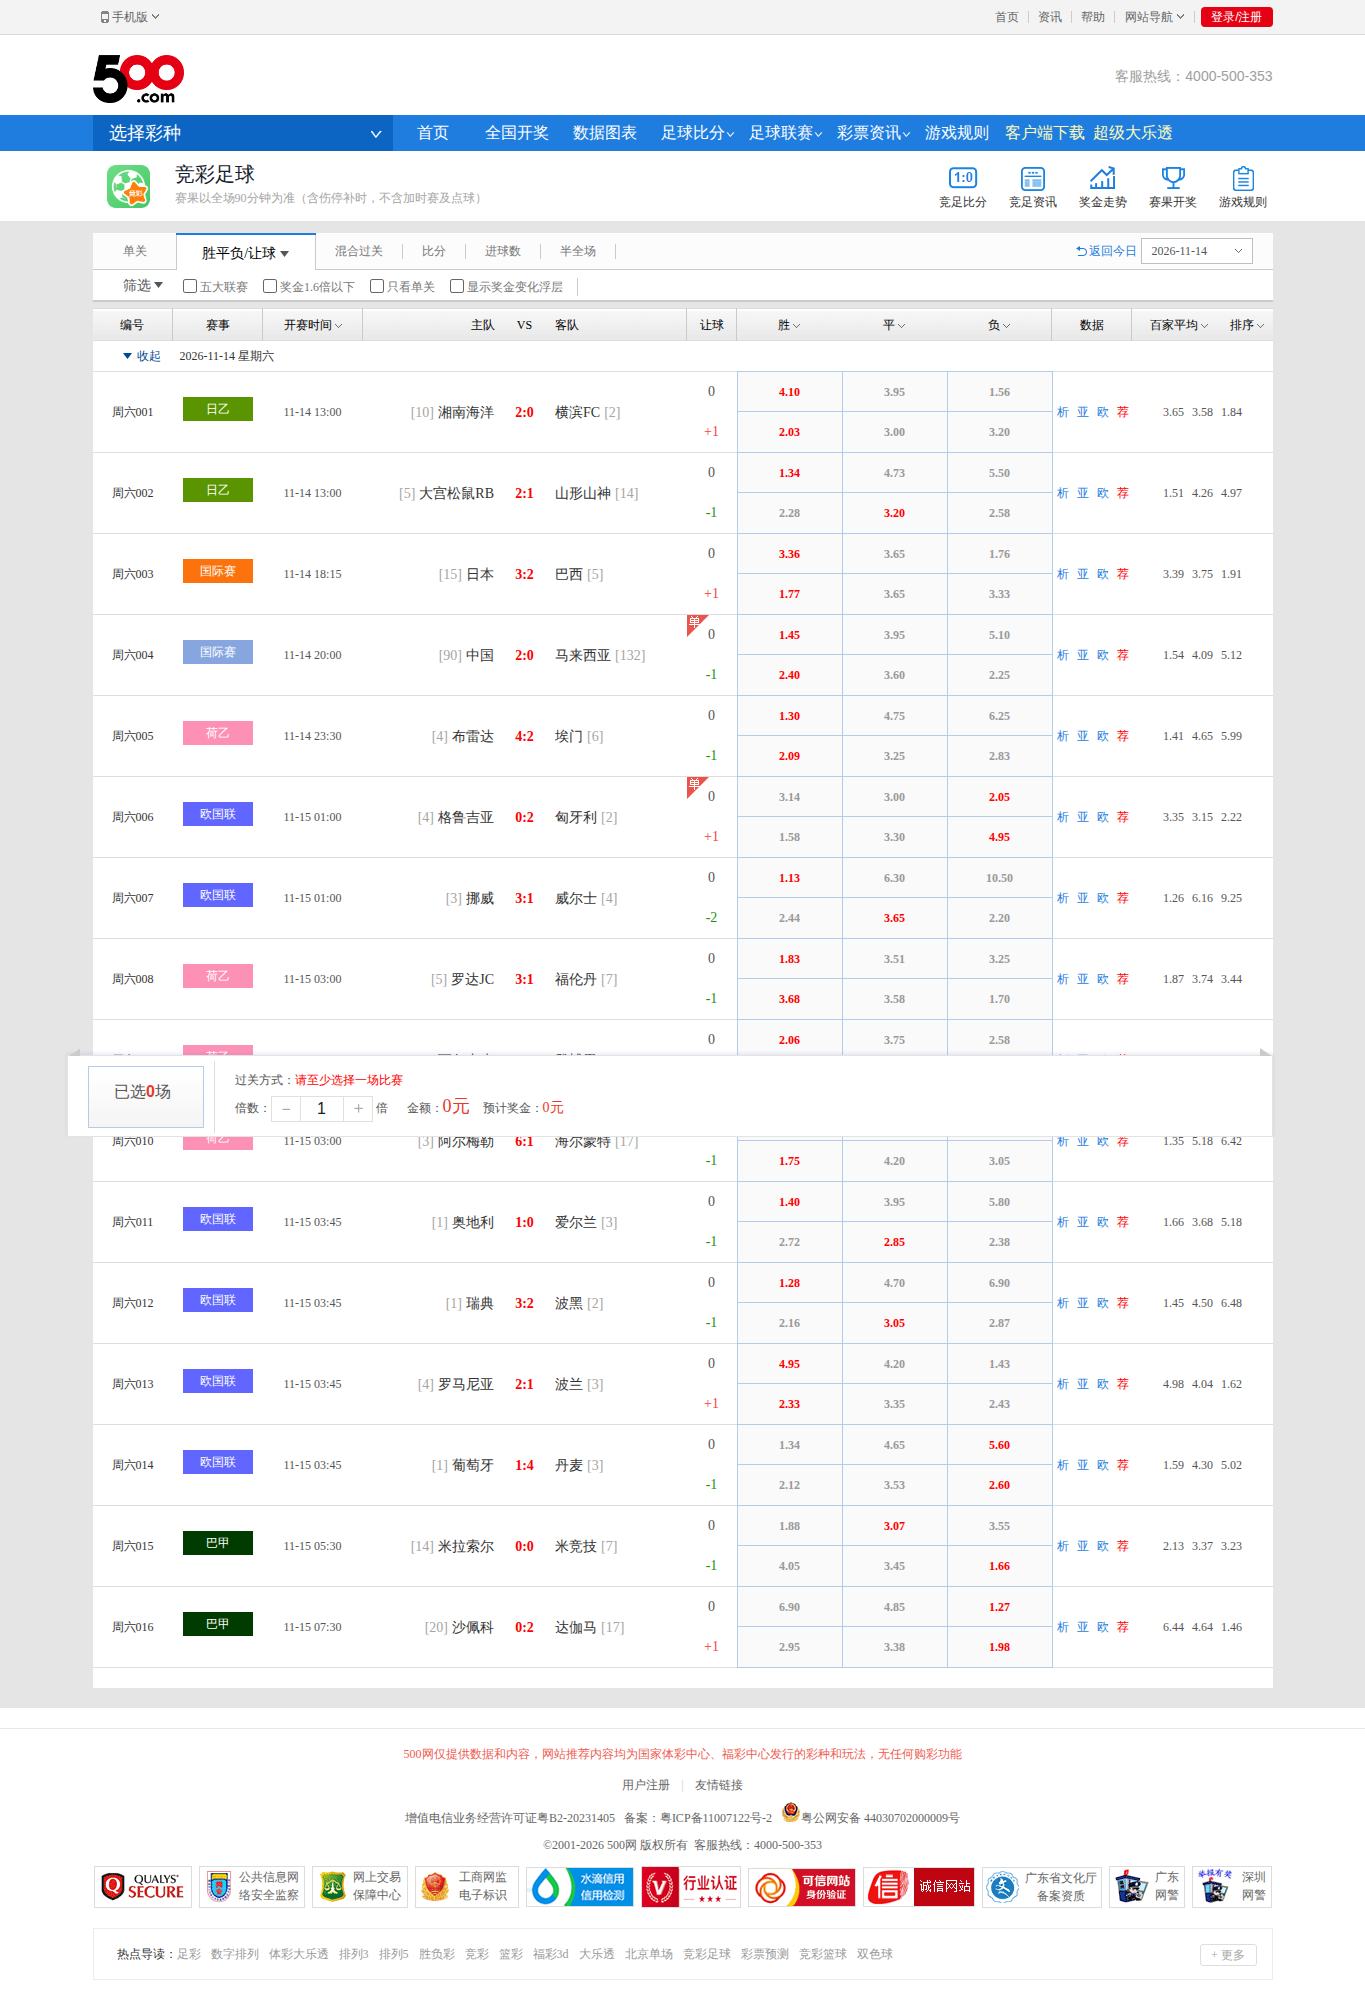 手机版
首页 资讯 帮助 网站导航 登录/注册
500.com
客服热线：4000-500-353
选择彩种 首页 全国开奖 数据图表 足球比分 足球联赛 彩票资讯 游戏规则 客户端下载 超级大乐透
竞彩足球
赛果以全场90分钟为准（含伤停补时，不含加时赛及点球）
1:0
竞足比分 竞足资讯 奖金走势 赛果开奖 游戏规则
单关 胜平负/让球 混合过关 比分 进球数 半全场 返回今日 2026-11-14
筛选 五大联赛 奖金1.6倍以下 只看单关 显示奖金变化浮层
编号 赛事 开赛时间 主队 VS 客队 让球 胜 平 负 数据 百家平均 排序
收起 2026-11-14 星期六
0 4.10 3.95 1.56
周六001 日乙 11-14 13:00 [10] 湘南海洋 2:0 横滨FC [2] 析 亚 欧 荐 3.65 3.58 1.84
+1 2.03 3.00 3.20
0 1.34 4.73 5.50
周六002 日乙 11-14 13:00 [5] 大宫松鼠RB 2:1 山形山神 [14] 析 亚 欧 荐 1.51 4.26 4.97
-1 2.28 3.20 2.58
0 3.36 3.65 1.76
周六003 国际赛 11-14 18:15 [15] 日本 3:2 巴西 [5] 析 亚 欧 荐 3.39 3.75 1.91
+1 1.77 3.65 3.33
单 0 1.45 3.95 5.10
周六004 国际赛 11-14 20:00 [90] 中国 2:0 马来西亚 [132] 析 亚 欧 荐 1.54 4.09 5.12
-1 2.40 3.60 2.25
0 1.30 4.75 6.25
周六005 荷乙 11-14 23:30 [4] 布雷达 4:2 埃门 [6] 析 亚 欧 荐 1.41 4.65 5.99
-1 2.09 3.25 2.83
单 0 3.14 3.00 2.05
周六006 欧国联 11-15 01:00 [4] 格鲁吉亚 0:2 匈牙利 [2] 析 亚 欧 荐 3.35 3.15 2.22
+1 1.58 3.30 4.95
0 1.13 6.30 10.50
周六007 欧国联 11-15 01:00 [3] 挪威 3:1 威尔士 [4] 析 亚 欧 荐 1.26 6.16 9.25
-2 2.44 3.65 2.20
0 1.83 3.51 3.25
周六008 荷乙 11-15 03:00 [5] 罗达JC 3:1 福伦丹 [7] 析 亚 欧 荐 1.87 3.74 3.44
-1 3.68 3.58 1.70
0 2.06 3.75 2.58
已选0场 过关方式：请至少选择一场比赛
倍数： − 1 + 倍 金额：0元 预计奖金：0元
周六010 荷乙 11-15 03:00 [3] 阿尔梅勒 6:1 海尔蒙特 [17] 析 亚 欧 荐 1.35 5.18 6.42
-1 1.75 4.20 3.05
0 1.40 3.95 5.80
周六011 欧国联 11-15 03:45 [1] 奥地利 1:0 爱尔兰 [3] 析 亚 欧 荐 1.66 3.68 5.18
-1 2.72 2.85 2.38
0 1.28 4.70 6.90
周六012 欧国联 11-15 03:45 [1] 瑞典 3:2 波黑 [2] 析 亚 欧 荐 1.45 4.50 6.48
-1 2.16 3.05 2.87
0 4.95 4.20 1.43
周六013 欧国联 11-15 03:45 [4] 罗马尼亚 2:1 波兰 [3] 析 亚 欧 荐 4.98 4.04 1.62
+1 2.33 3.35 2.43
0 1.34 4.65 5.60
周六014 欧国联 11-15 03:45 [1] 葡萄牙 1:4 丹麦 [3] 析 亚 欧 荐 1.59 4.30 5.02
-1 2.12 3.53 2.60
0 1.88 3.07 3.55
周六015 巴甲 11-15 05:30 [14] 米拉索尔 0:0 米竞技 [7] 析 亚 欧 荐 2.13 3.37 3.23
-1 4.05 3.45 1.66
0 6.90 4.85 1.27
周六016 巴甲 11-15 07:30 [20] 沙佩科 0:2 达伽马 [17] 析 亚 欧 荐 6.44 4.64 1.46
+1 2.95 3.38 1.98
500网仅提供数据和内容，网站推荐内容均为国家体彩中心、福彩中心发行的彩种和玩法，无任何购彩功能
用户注册 | 友情链接
增值电信业务经营许可证粤B2-20231405 备案：粤ICP备11007122号-2 粤公网安备 44030702000009号
©2001-2026 500网 版权所有 客服热线：4000-500-353
QUALYS SECURE 公共信息网络安全监察 网上交易保障中心 工商网监电子标识 水滴信用信用检测 行业认证 可信网站身份验证 信 诚信网站 广东省文化厅备案资质 广东网警 深圳网警
热点导读：足彩 数字排列 体彩大乐透 排列3 排列5 胜负彩 竞彩 篮彩 福彩3d 大乐透 北京单场 竞彩足球 彩票预测 竞彩篮球 双色球 + 更多